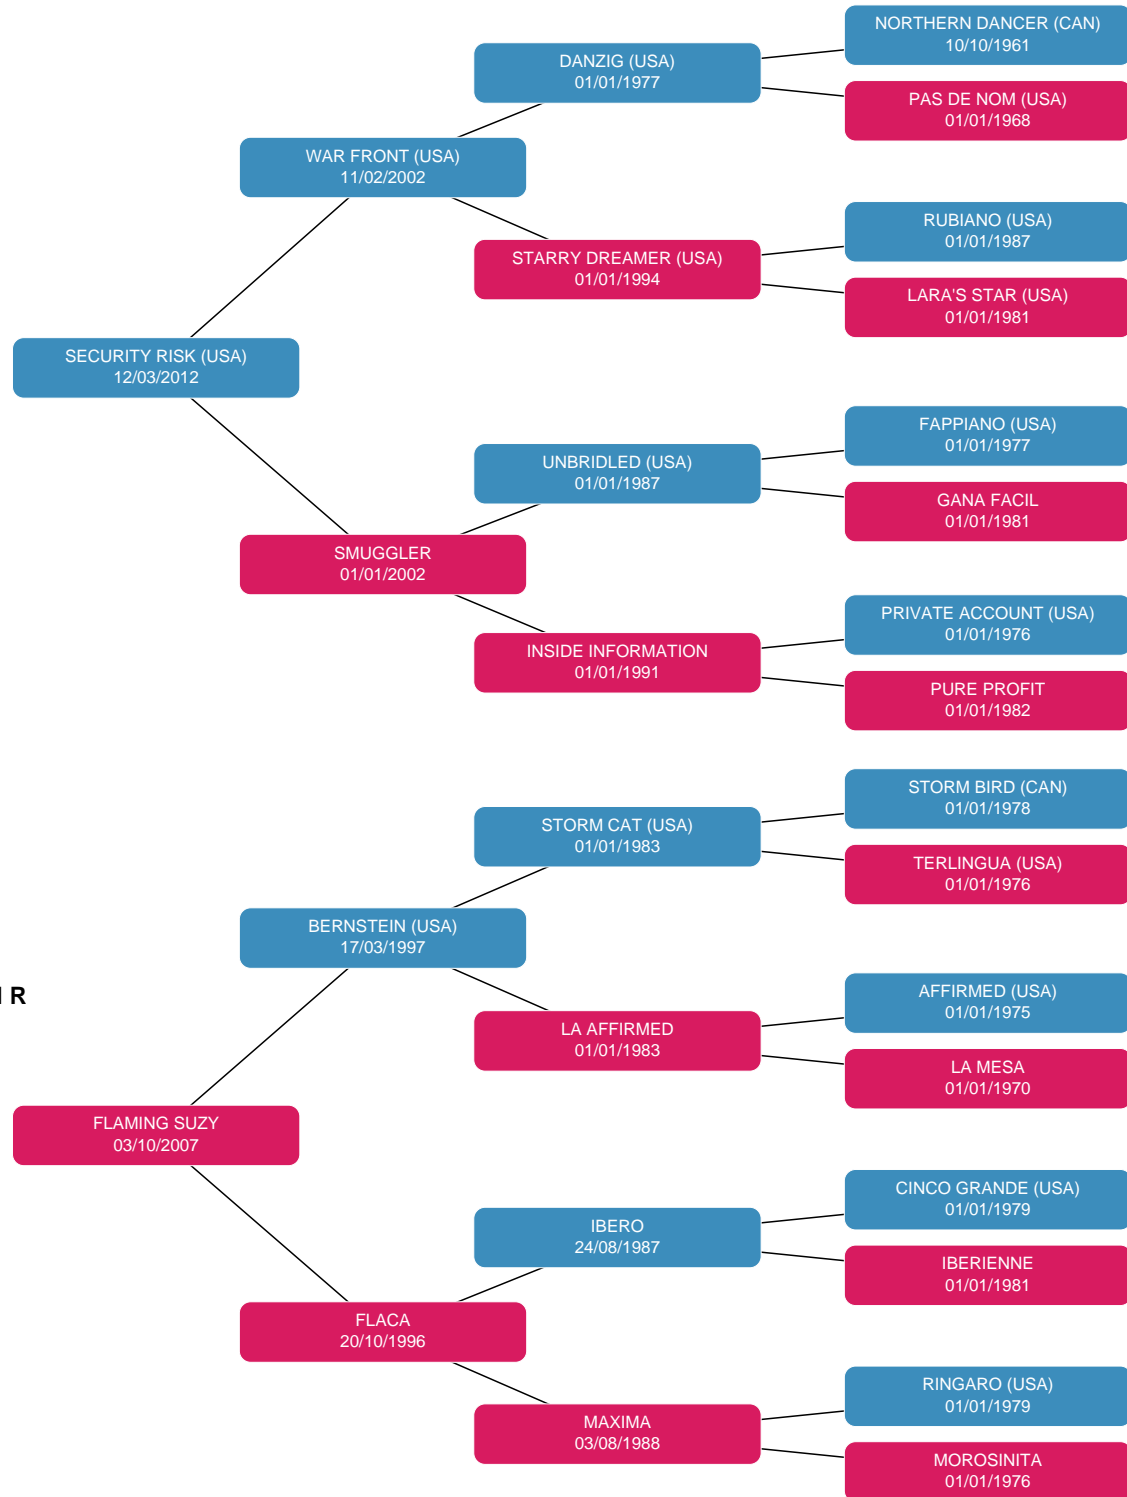 NORTHERN DANCER (CAN)
10/10/1961
DANZIG (USA)
01/01/1977
PAS DE NOM (USA)
01/01/1968
WAR FRONT (USA)
11/02/2002
RUBIANO (USA)
01/01/1987
STARRY DREAMER (USA)
01/01/1994
LARA'S STAR (USA)
01/01/1981
SECURITY RISK (USA)
12/03/2012
FAPPIANO (USA)
01/01/1977
UNBRIDLED (USA)
01/01/1987
GANA FACIL
01/01/1981
SMUGGLER
01/01/2002
PRIVATE ACCOUNT (USA)
01/01/1976
INSIDE INFORMATION
01/01/1991
PURE PROFIT
01/01/1982
STORM BIRD (CAN)
01/01/1978
STORM CAT (USA)
01/01/1983
TERLINGUA (USA)
01/01/1976
BERNSTEIN (USA)
17/03/1997
AFFIRMED (USA)
01/01/1975
R
LA AFFIRMED
01/01/1983
LA MESA
01/01/1970
FLAMING SUZY
03/10/2007
CINCO GRANDE (USA)
01/01/1979
IBERO
24/08/1987
IBERIENNE
01/01/1981
FLACA
20/10/1996
RINGARO (USA)
01/01/1979
MAXIMA
03/08/1988
MOROSINITA
01/01/1976